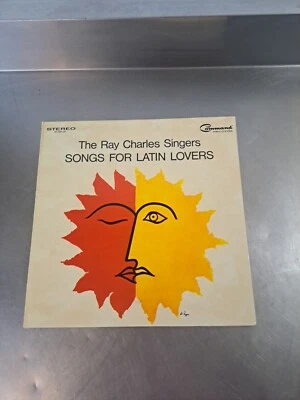 STEREO
Command
The Ray Charles Singers
SONGS FOR LATIN LOVERS